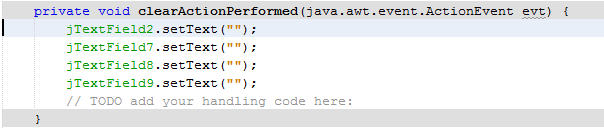 private void clearActionPerformed(java.awt.event.ActionEvent evt) {
jTextField2.setText("");
jTextField7.setText("");
jTextField8.setText("");
jTextField9.setText("");
// TODO add your handling code here:
}